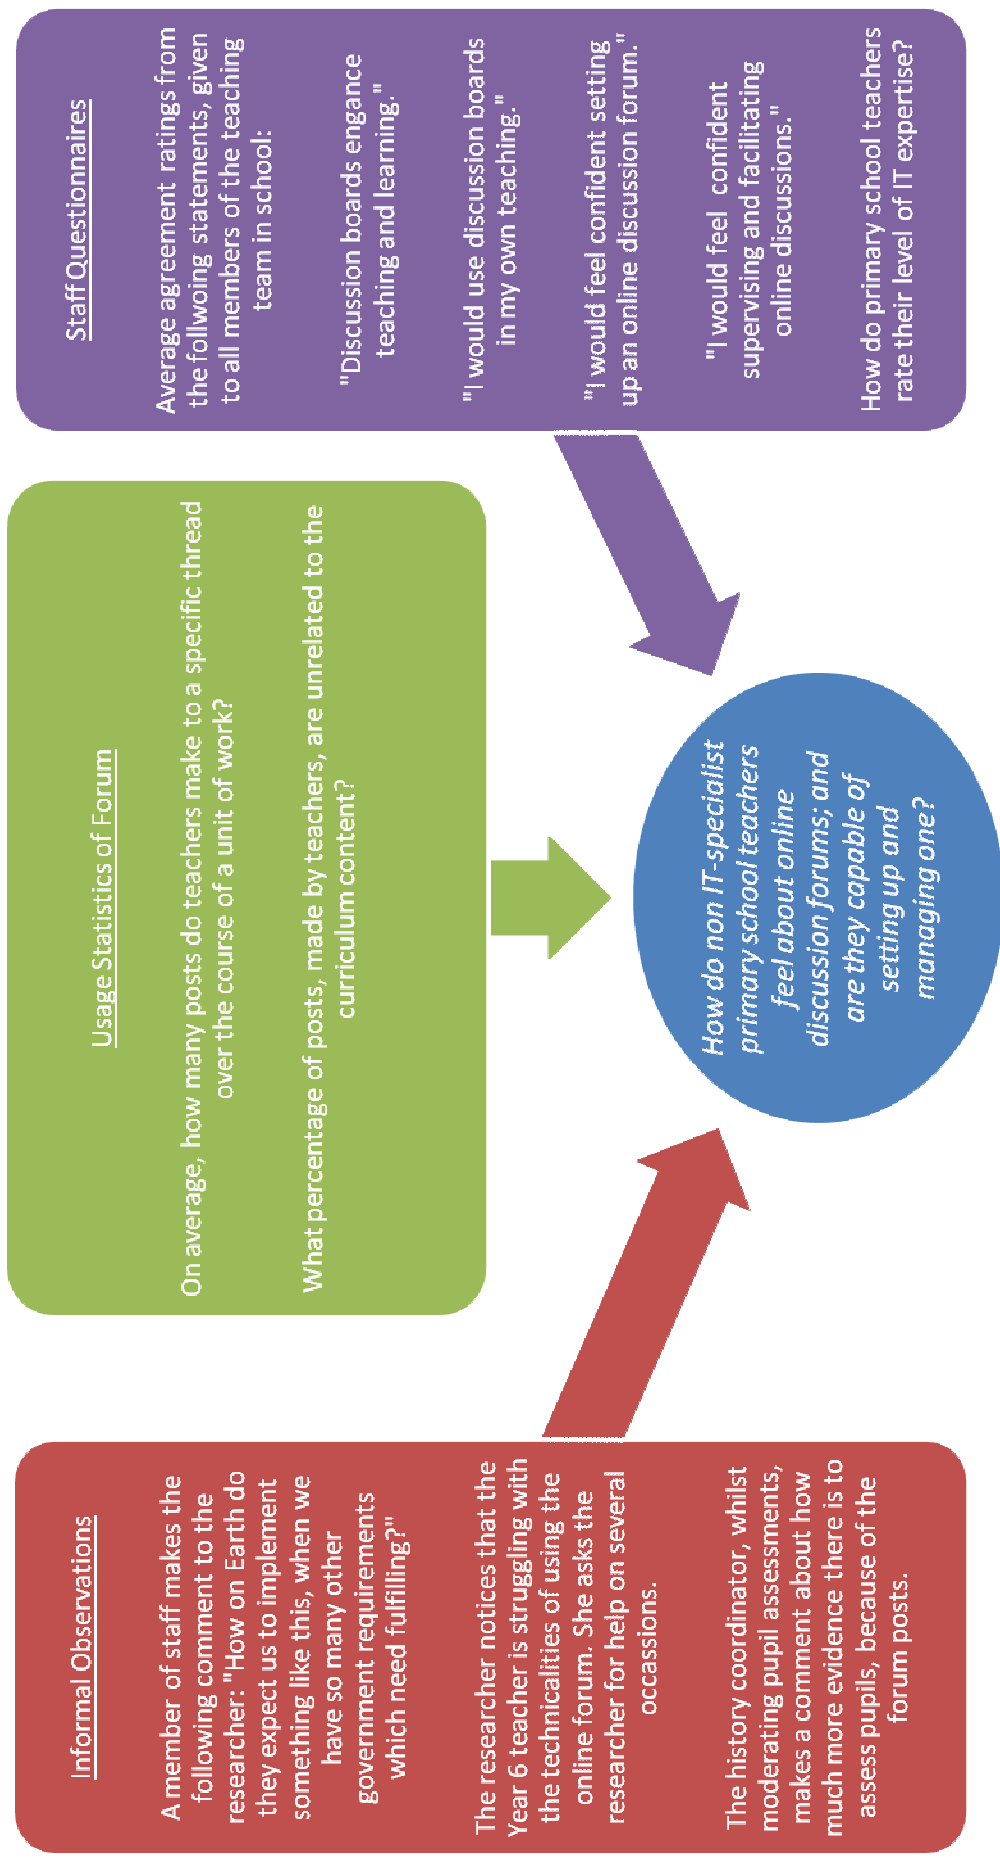 Informal Observations
A member of staff makes the
following comment to the
researcher: "How on Earth do
they expect us to implement
something like this, when we
have so many other
government requirements
which need fulfilling?"
The researcher notices that the
Year 6 teacher is struggling with
the technicalities of using the
online forum. She asks the
researcher for help on several
occassions.
The history coordinator, whilst
moderating pupil assessments,
makes a comment about how
much more evidence there is to
assess pupils, because of the
forum posts.
Usage Statistics of Forum
On average, how many posts do teachers make to a specific thread
over the course of a unit of work?
What percentage of posts, made by teachers, are unrelated to the
curriculum content?
Staff Questionnaires
Average agreement ratings from
the follwoing statements, given
to all members of the teaching
team in school:
"Discussion boards engance
teaching and learning."
"I would use discussion boards
in my own teaching."
"I would feel confident setting
up an online discussion forum."
"I would feel confident
supervising and facilitating
online discussions."
How do primary school teachers
rate their level of IT expertise?
How do non IT-specialist
primary school teachers
feel about online
discussion forums; and
are they capable of
setting up and
managing one?